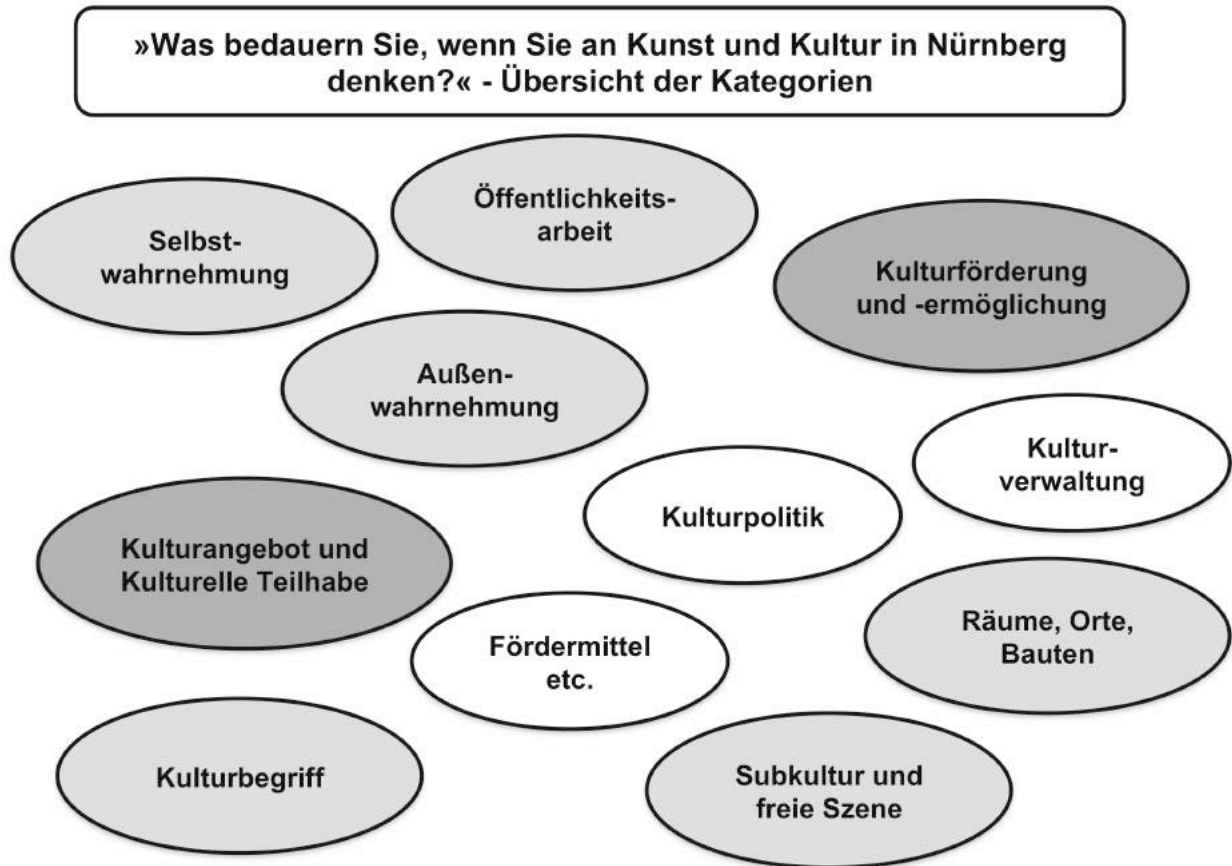 »Was bedauern Sie, wenn Sie an Kunst und Kultur in Nürnberg
denken?« - Übersicht der Kategorien
Öffentlichkeits-
arbeit
Selbst-
wahrnehmung
Kulturförderung
und -ermöglichung
Außen-
wahrnehmung
Kultur-
verwaltung
Kulturpolitik
Kulturangebot und
Kulturelle Teilhabe
Räume, Orte,
Bauten
Fördermittel
etc.
Kulturbegriff
Subkultur und
freie Szene